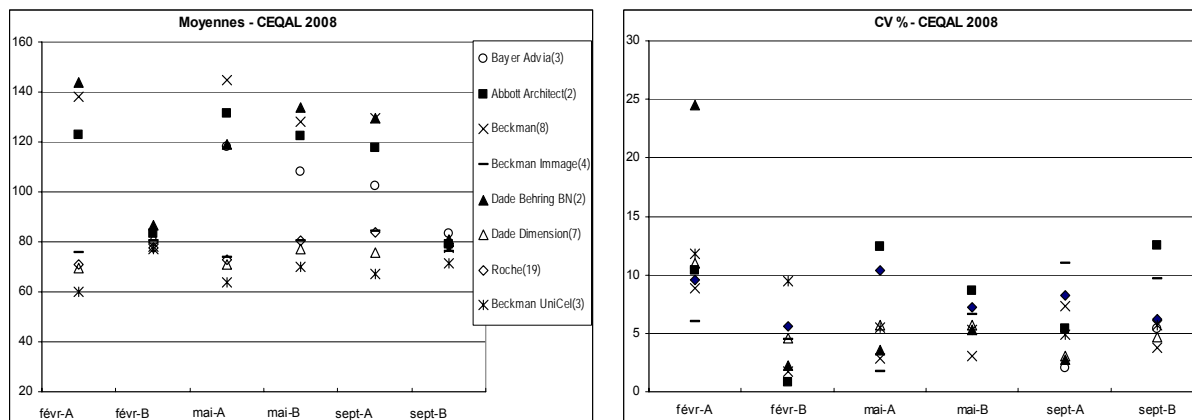 Moyennes - CEQAL 2008
160
140
120
100
80
60
40
20
févr-A févr-B mai-A mai-B sept-A sept-B
Bayer Advia(3)
Abbott Architect(2)
Beckman(8)
Beckman Immage(4)
Dade Behring BN(2)
Dade Dimension(7)
Roche(19)
Beckman UniCel(3)
CV % - CEQAL 2008
30
25
20
15
10
5
0
févr-A févr-B mai-A mai-B sept-A sept-B